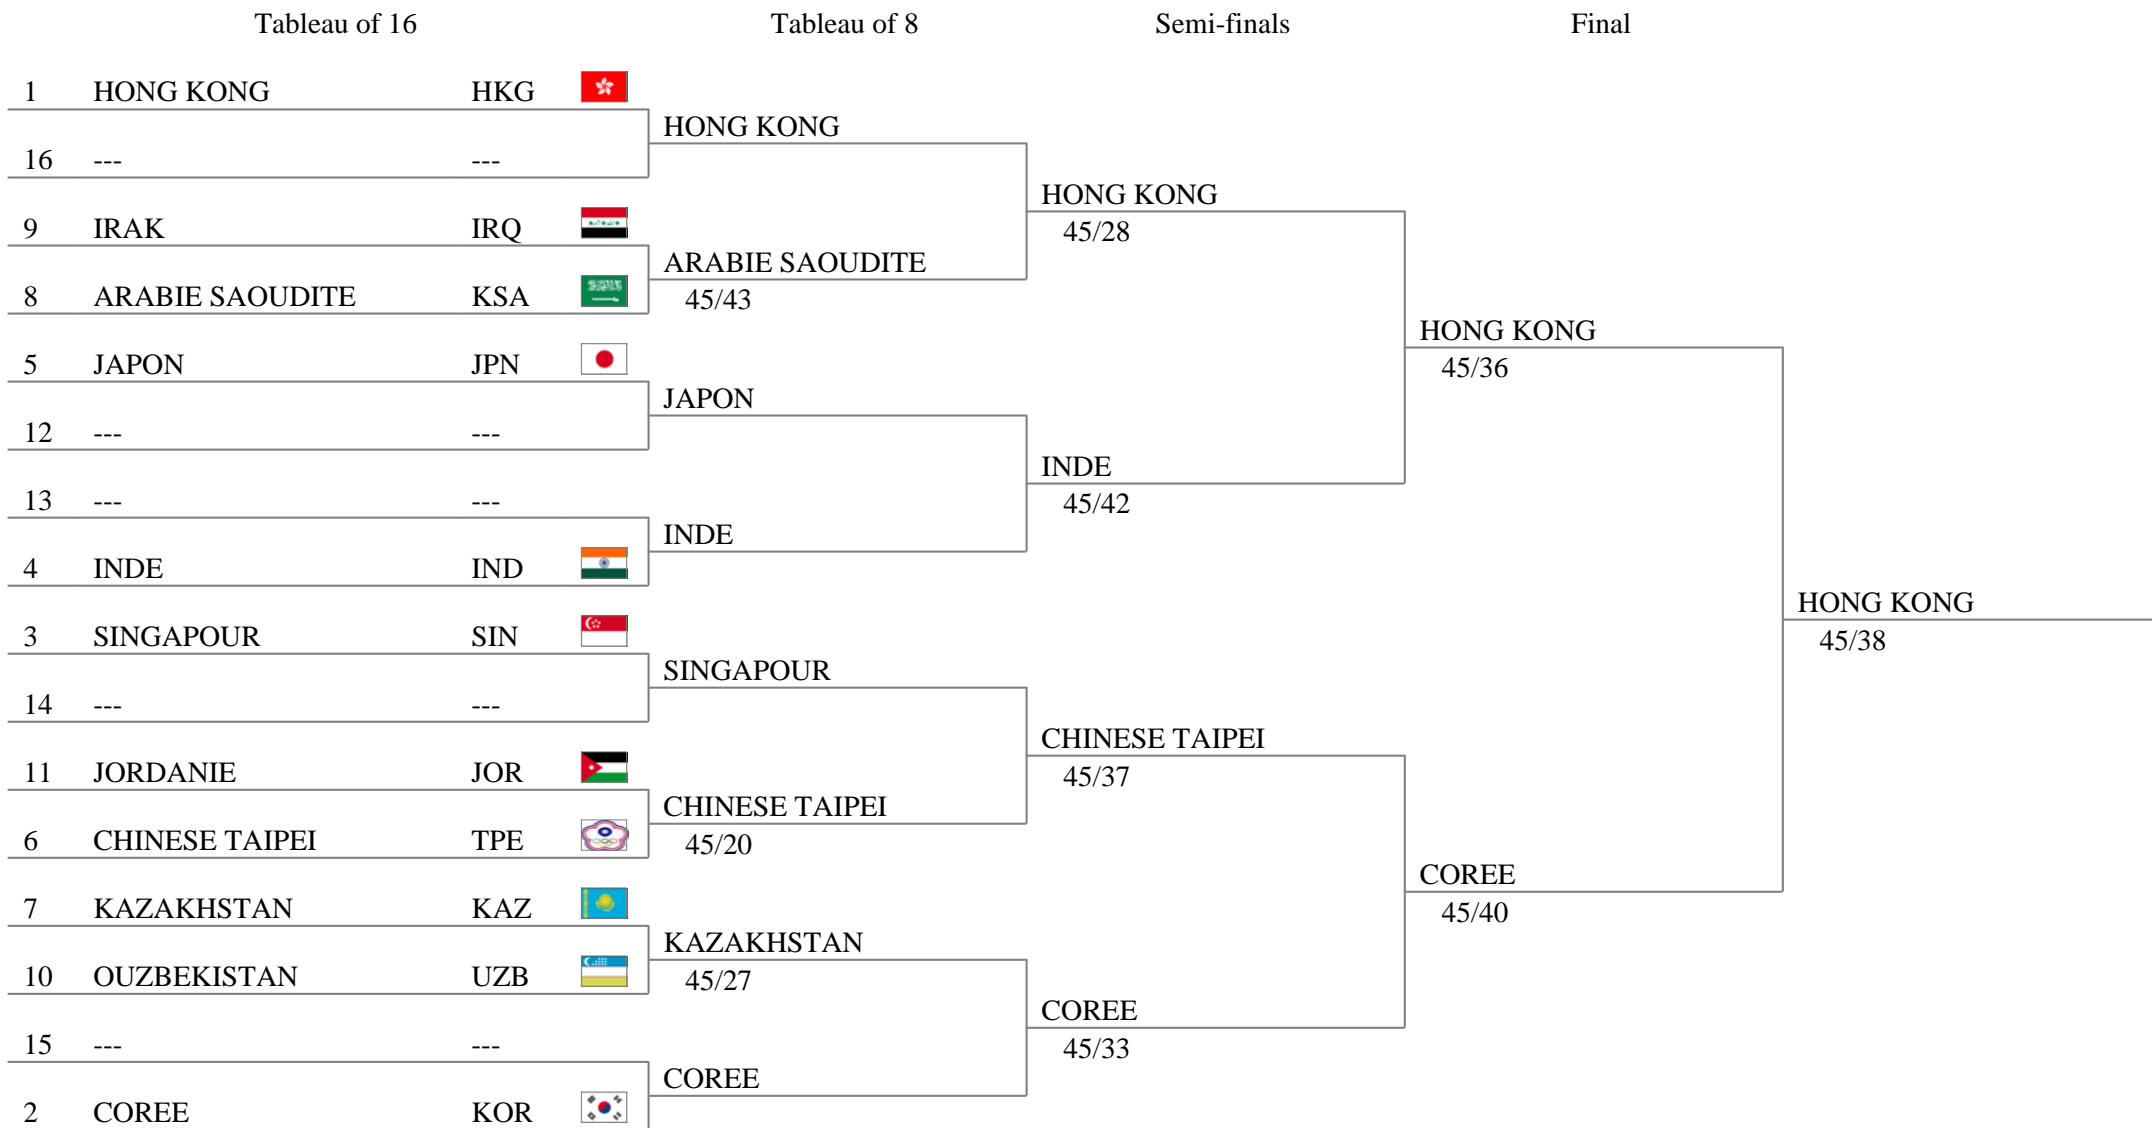 Tableau of 16 Tableau of 8 Semi-finals Final
1 HONG KONG HKG
HONG KONG
16 --- ---
HONG KONG
9 IRAK IRQ
45/28
ARABIE SAOUDITE
8 ARABIE SAOUDITE KSA
45/43
HONG KONG
5 JAPON JPN
45/36
JAPON
12 --- ---
INDE
13 --- ---
45/42
INDE
4 INDE IND
HONG KONG
3 SINGAPOUR SIN
45/38
SINGAPOUR
14 --- ---
CHINESE TAIPEI
11 JORDANIE JOR
45/37
CHINESE TAIPEI
6 CHINESE TAIPEI TPE
45/20
COREE
7 KAZAKHSTAN KAZ
45/40
KAZAKHSTAN
10 OUZBEKISTAN UZB
45/27
COREE
15 --- ---
45/33
COREE
2 COREE KOR